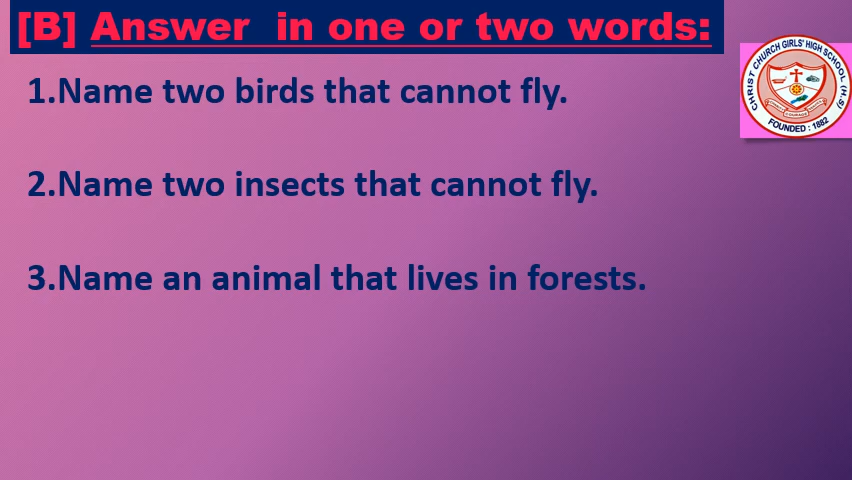 [B] Answer in one or two words:
1.Name two birds that cannot fly.
2.Name two insects that cannot fly.
3.Name an animal that lives in forests.
CHRIST CHURCH GIRLS' HIGH SCHOOL (H.S)
FOUNDED : 1882